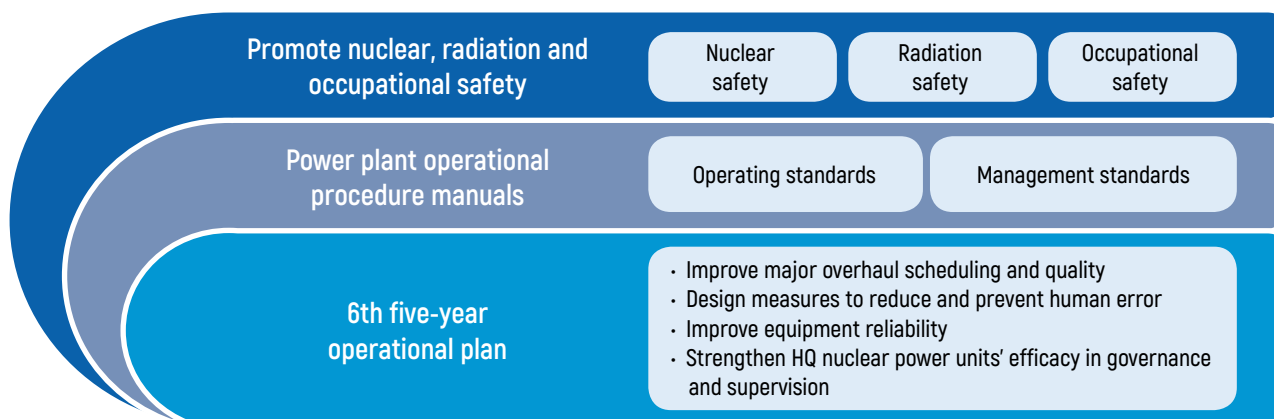 Promote nuclear, radiation and
occupational safety
Nuclear
safety
Radiation
safety
Occupational
safety
Power plant operational
procedure manuals
Operating standards
Management standards
6th five-year
operational plan
· Improve major overhaul scheduling and quality
· Design measures to reduce and prevent human error
· Improve equipment reliability
· Strengthen HQ nuclear power units’ efficacy in governance
and supervision